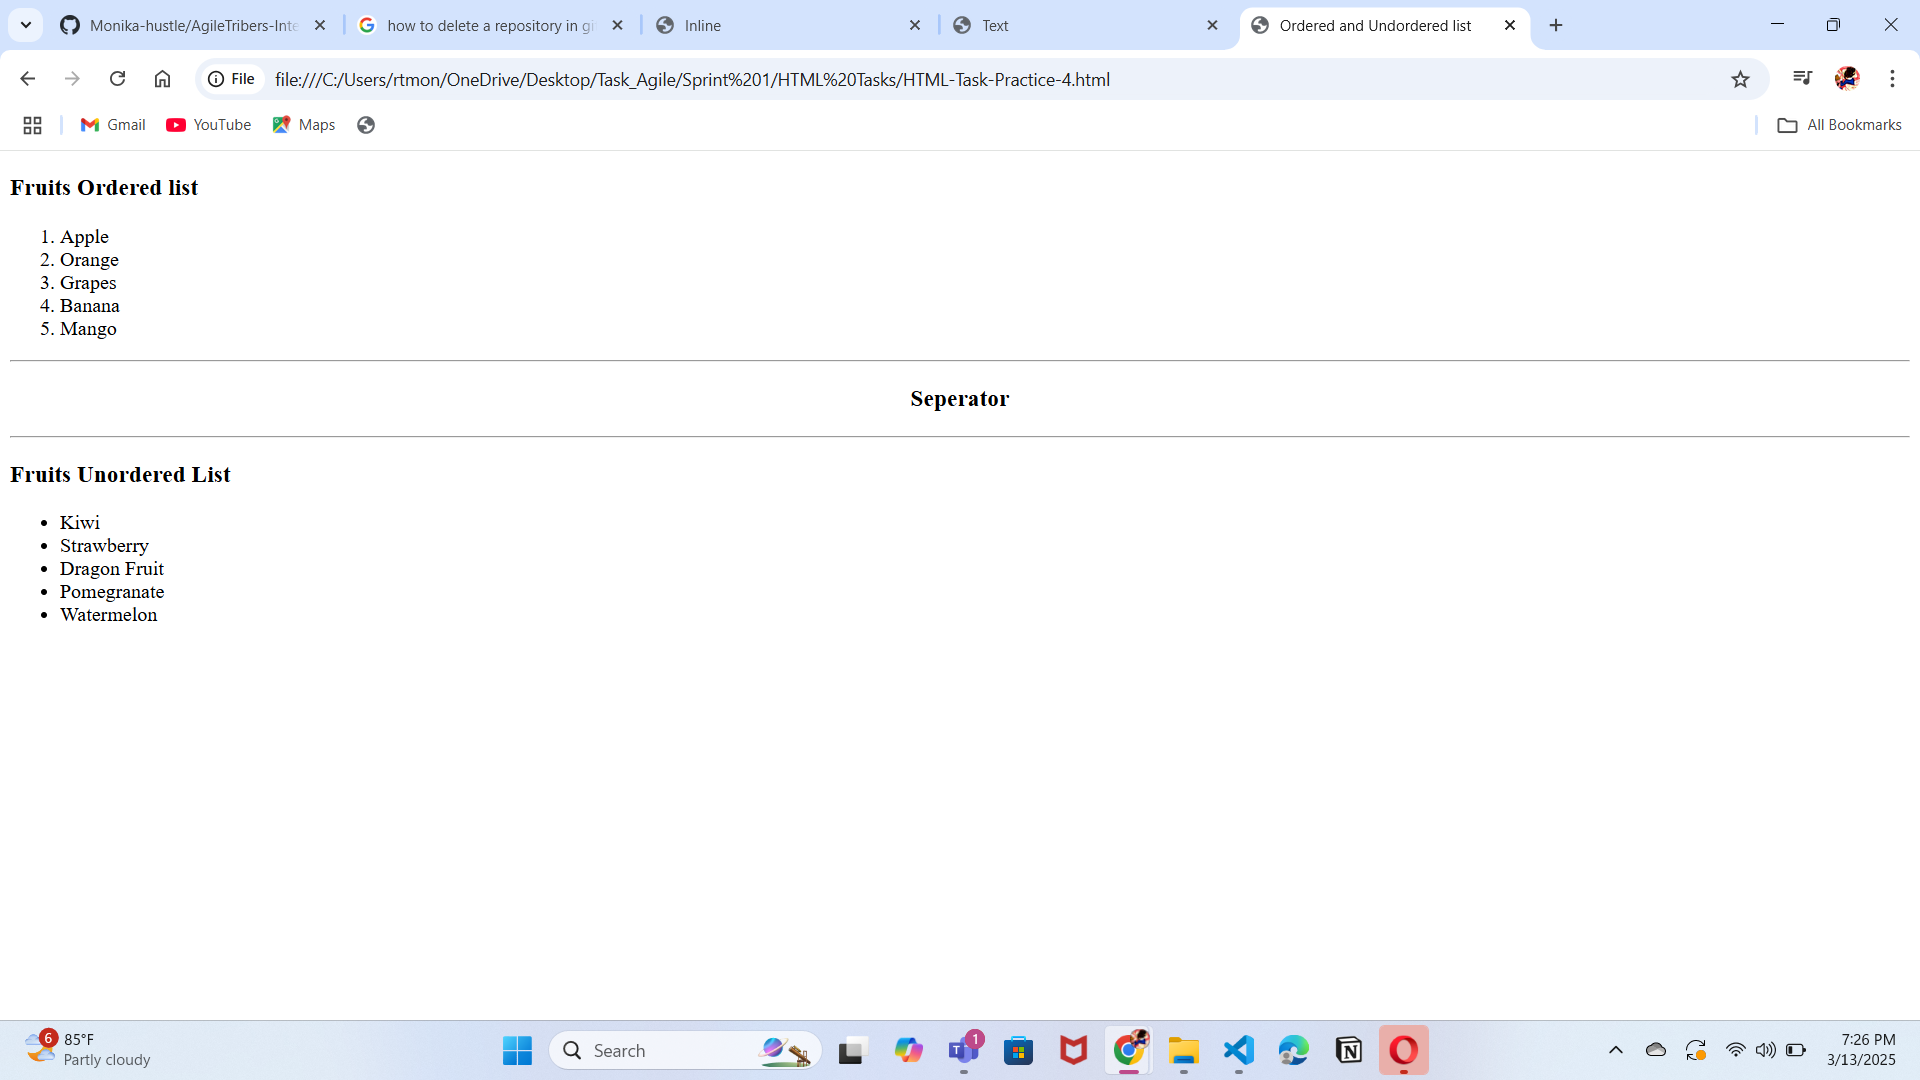 Monika-hustle/AgileTribers-Inte
how to delete a repository in gi
Inline
Text
Ordered and Undordered list
File
file:///C:/Users/rtmon/OneDrive/Desktop/Task_Agile/Sprint%201/HTML%20Tasks/HTML-Task-Practice-4.html
Gmail
YouTube
Maps
All Bookmarks
Fruits Ordered list
1. Apple
2. Orange
3. Grapes
4. Banana
5. Mango
Seperator
Fruits Unordered List
• Kiwi
• Strawberry
• Dragon Fruit
• Pomegranate
• Watermelon
6
85°F
Partly cloudy
Search
1
7:26 PM
3/13/2025